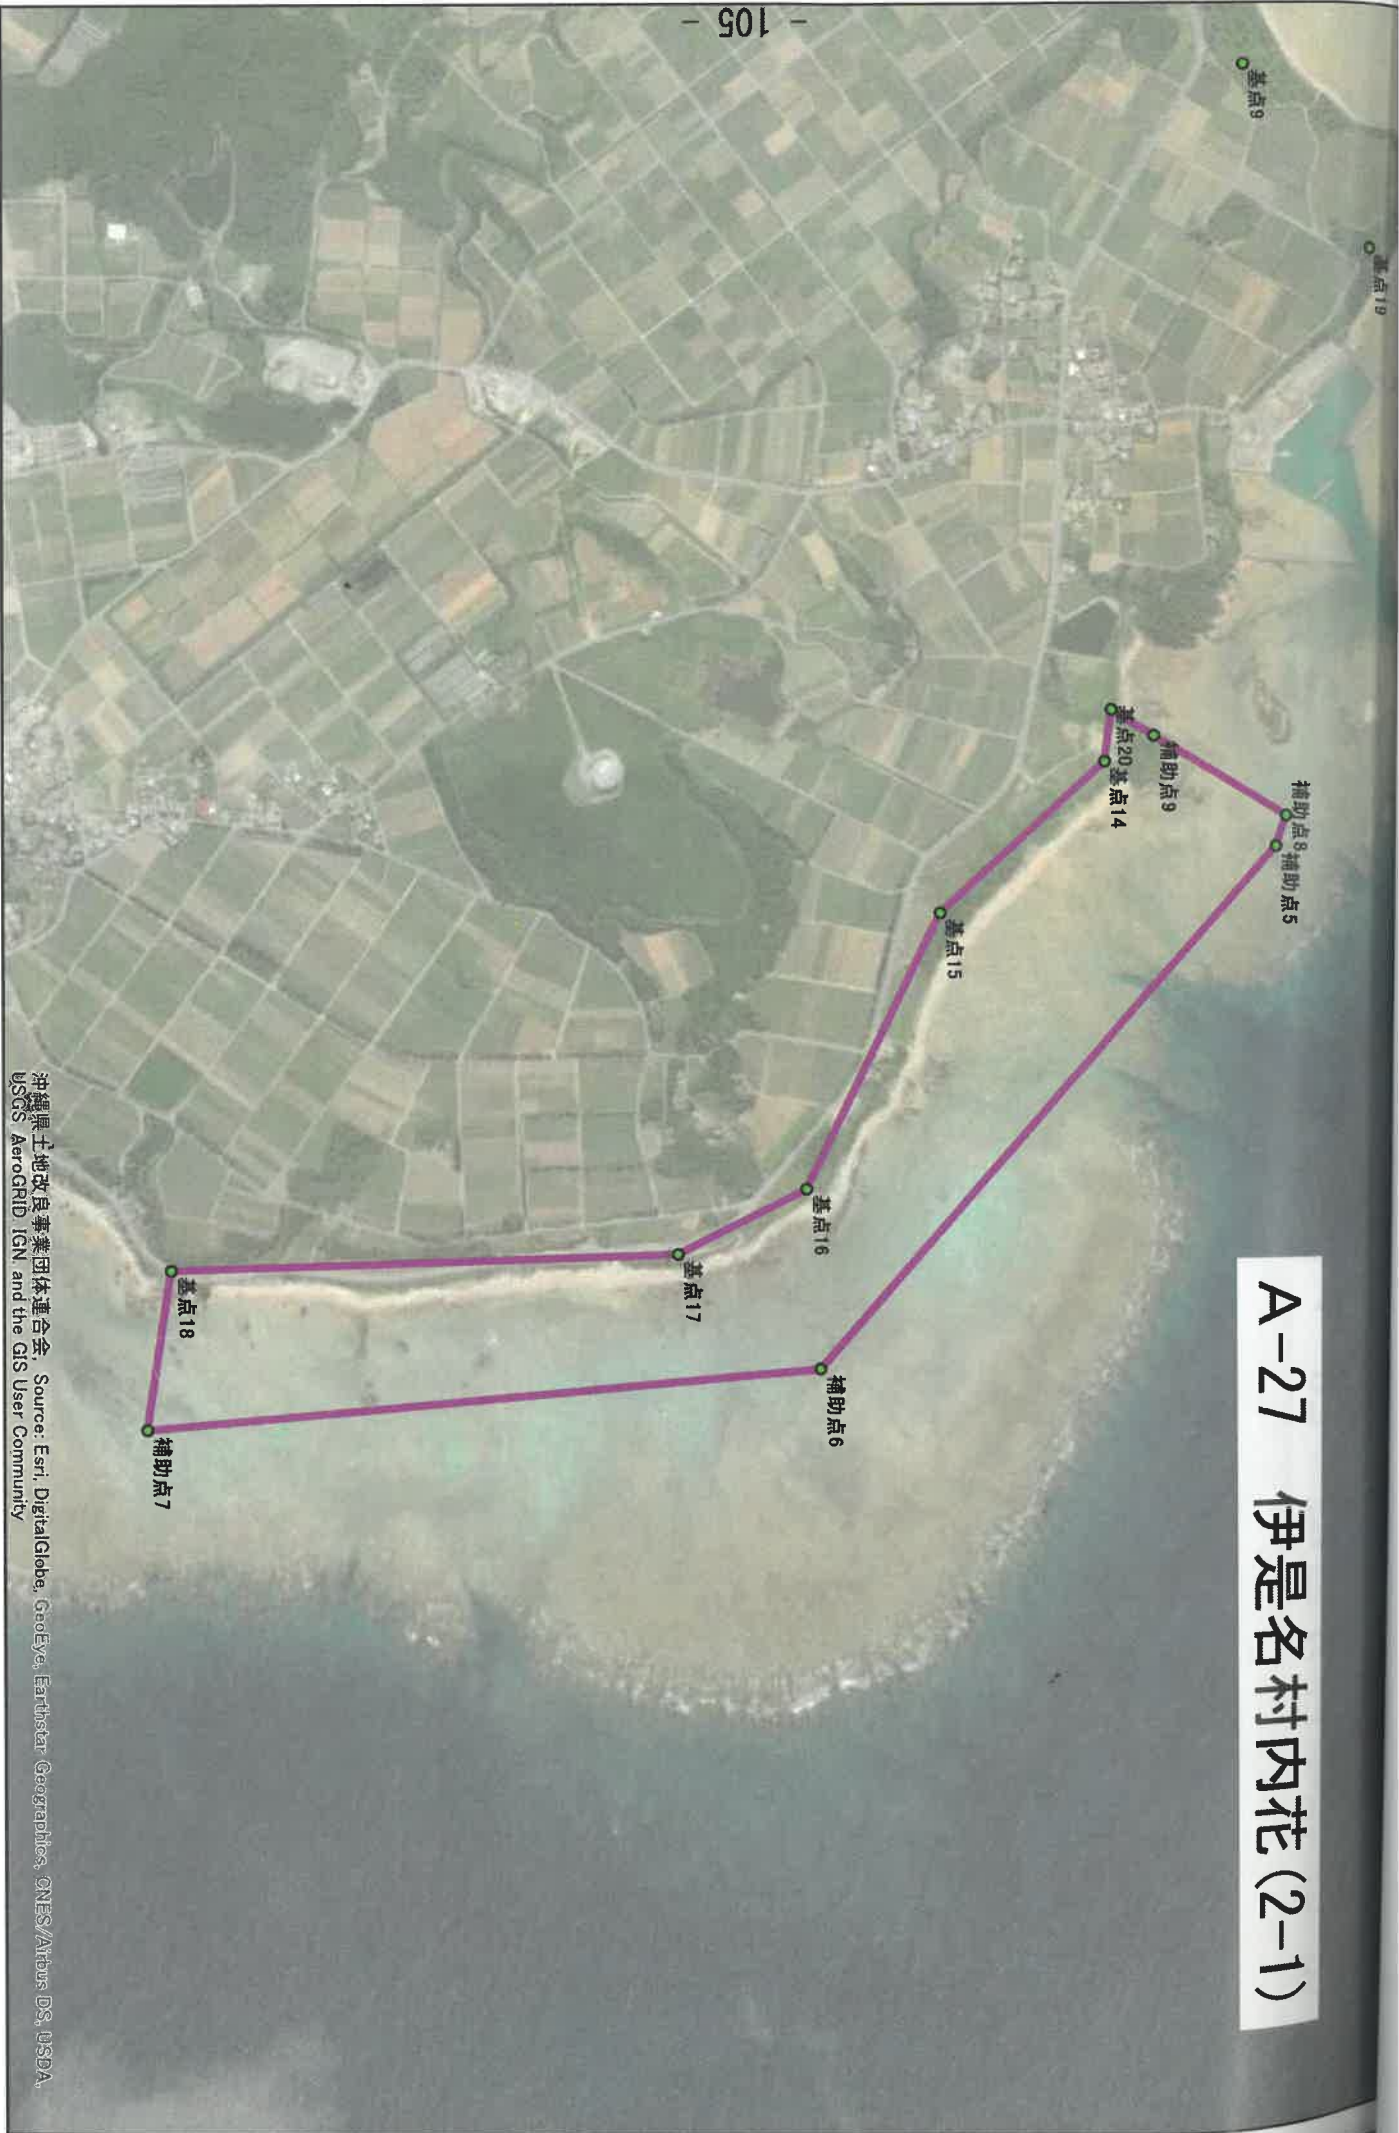 A-27 伊是名村内花(2-1)
基点19
基点9
補助点8
補助点5
補助点9
基点20
基点14
基点15
基点16
補助点6
基点17
基点18
補助点7
沖縄県土地改良事業団体連合会, Source: Esri, DigitalGlobe, GeoEye, Earthstar Geographics, CNES/Airbus DS, USDA,
USGS, AeroGRID, IGN, and the GIS User Community
- 105 -